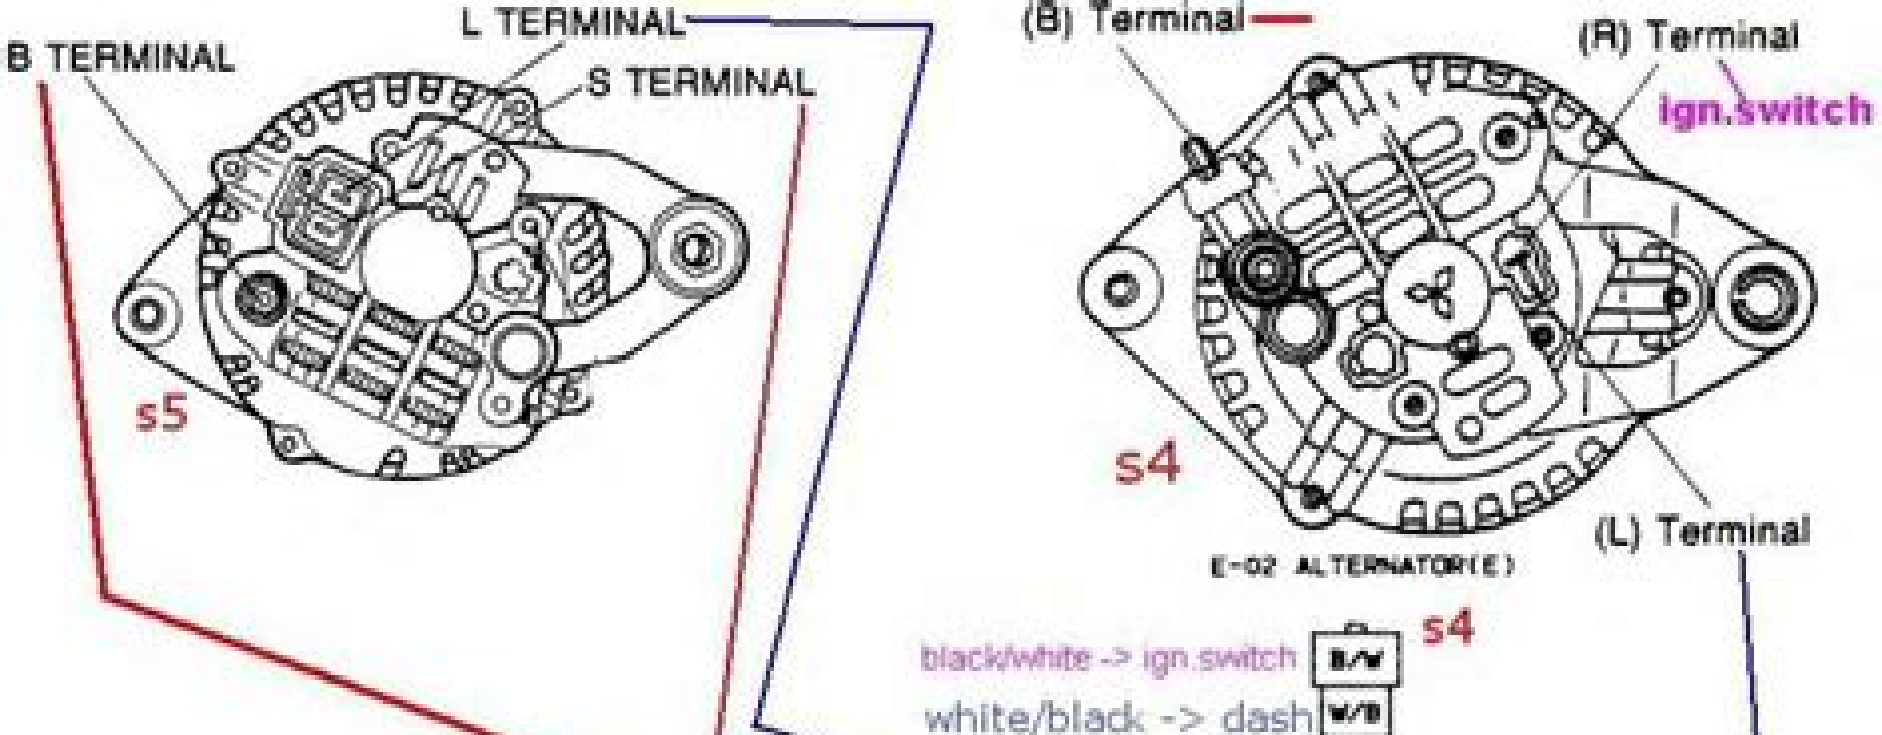 L TERMINAL
B TERMINAL
S TERMINAL
s5
(B) Terminal
(R) Terminal
ign.switch
s4
(L) Terminal
E-02 ALTERNATOR(E)
s4
black/white -> ign.switch
B/W
white/black -> dash
W/B